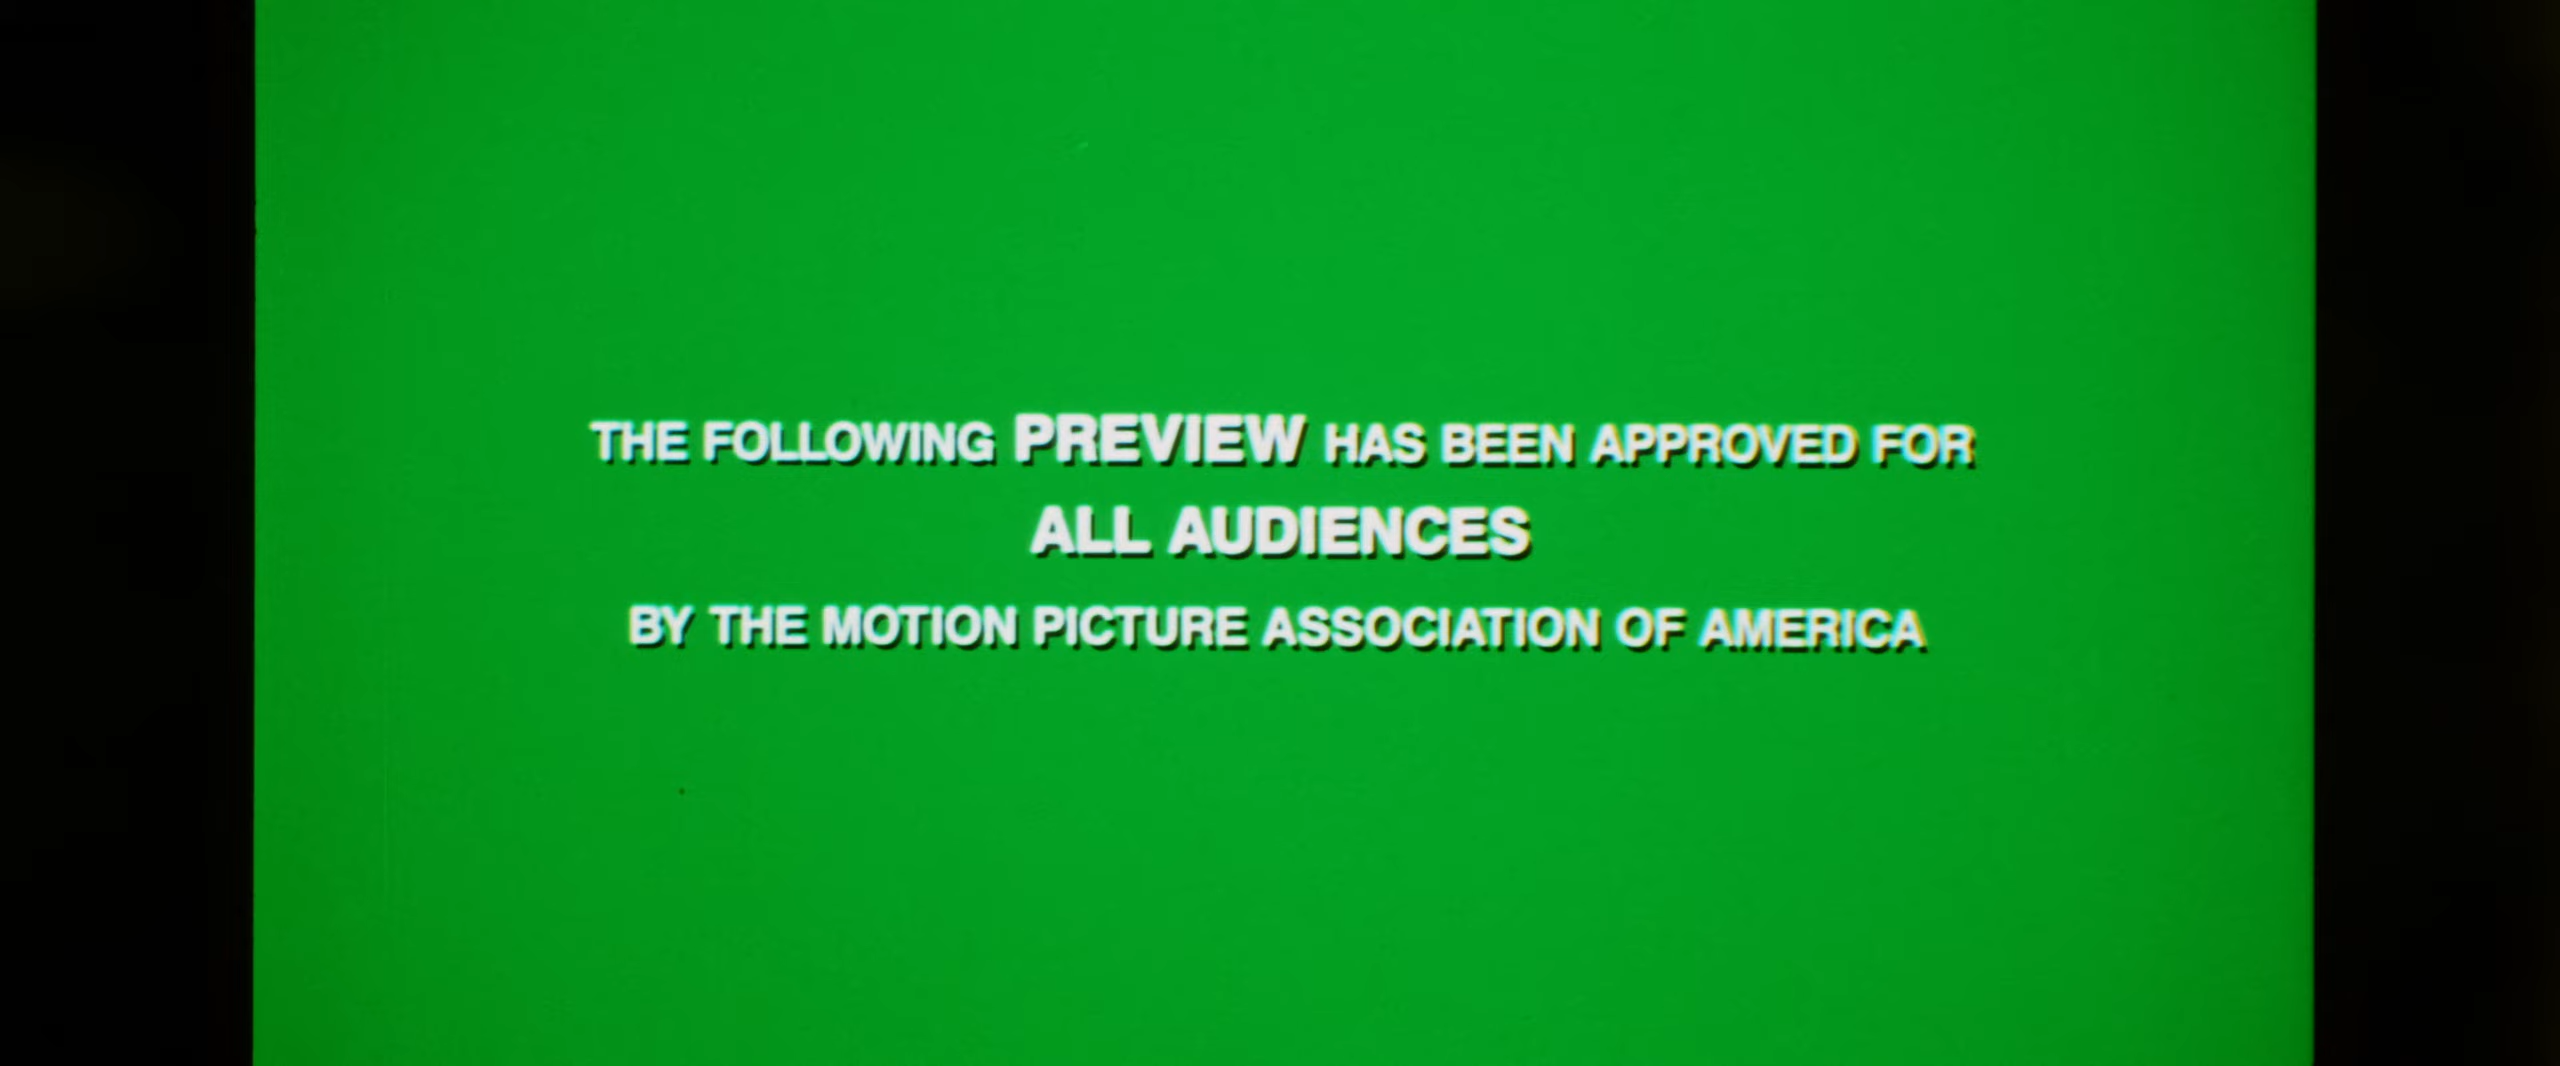 THE FOLLOWING PREVIEW HAS BEEN APPROVED FOR
ALL AUDIENCES
BY THE MOTION PICTURE ASSOCIATION OF AMERICA